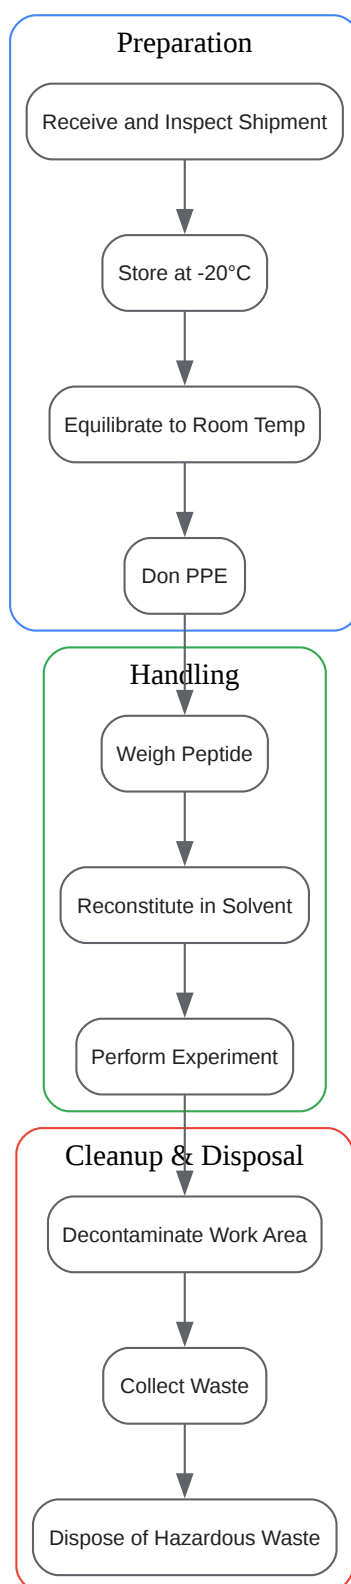 Preparation
Receive and Inspect Shipment
Store at -20°C
Equilibrate to Room Temp
Don PPE
Handling
Weigh Peptide
Reconstitute in Solvent
Perform Experiment
Cleanup & Disposal
Decontaminate Work Area
Collect Waste
Dispose of Hazardous Waste